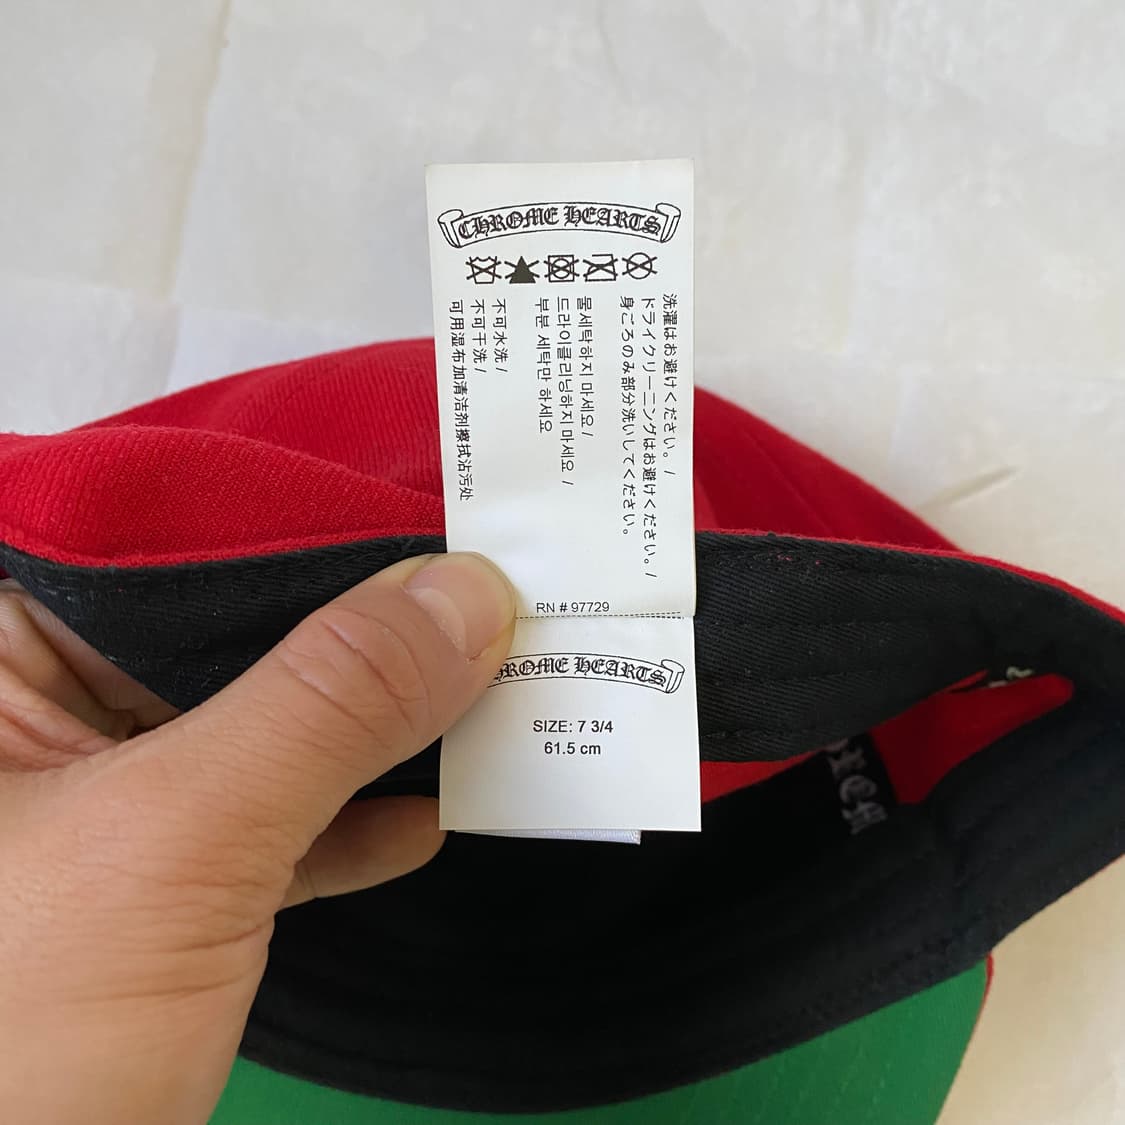 CHROME HEARTS
洗濯はお避けください。/
ドライクリーニングはお避けください。/
身ごろのみ部分洗いしてください。
물세탁하지 마세요 /
드라이클리닝하지 마세요 /
부분 세탁만 하세요
不可水洗 /
不可干洗 /
可用湿布加清洁剂擦拭沾污处
RN # 97729
HROME HEARTS
SIZE: 7 3/4
61.5 cm